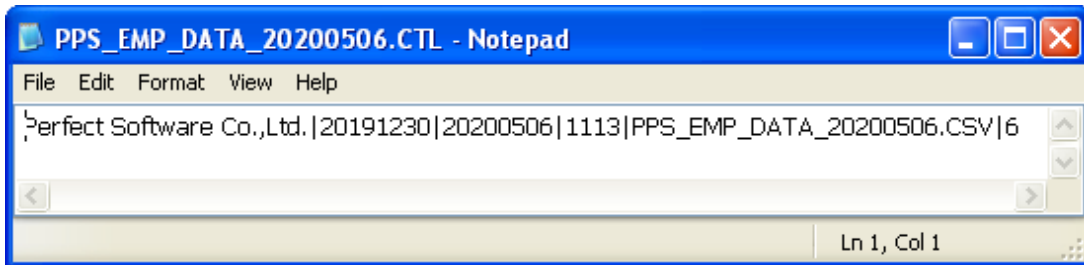 PPS_EMP_DATA_20200506.CTL - Notepad
File Edit Format View Help
Perfect Software Co.,Ltd.|20191230|20200506|1113|PPS_EMP_DATA_20200506.CSV|6
Ln 1, Col 1